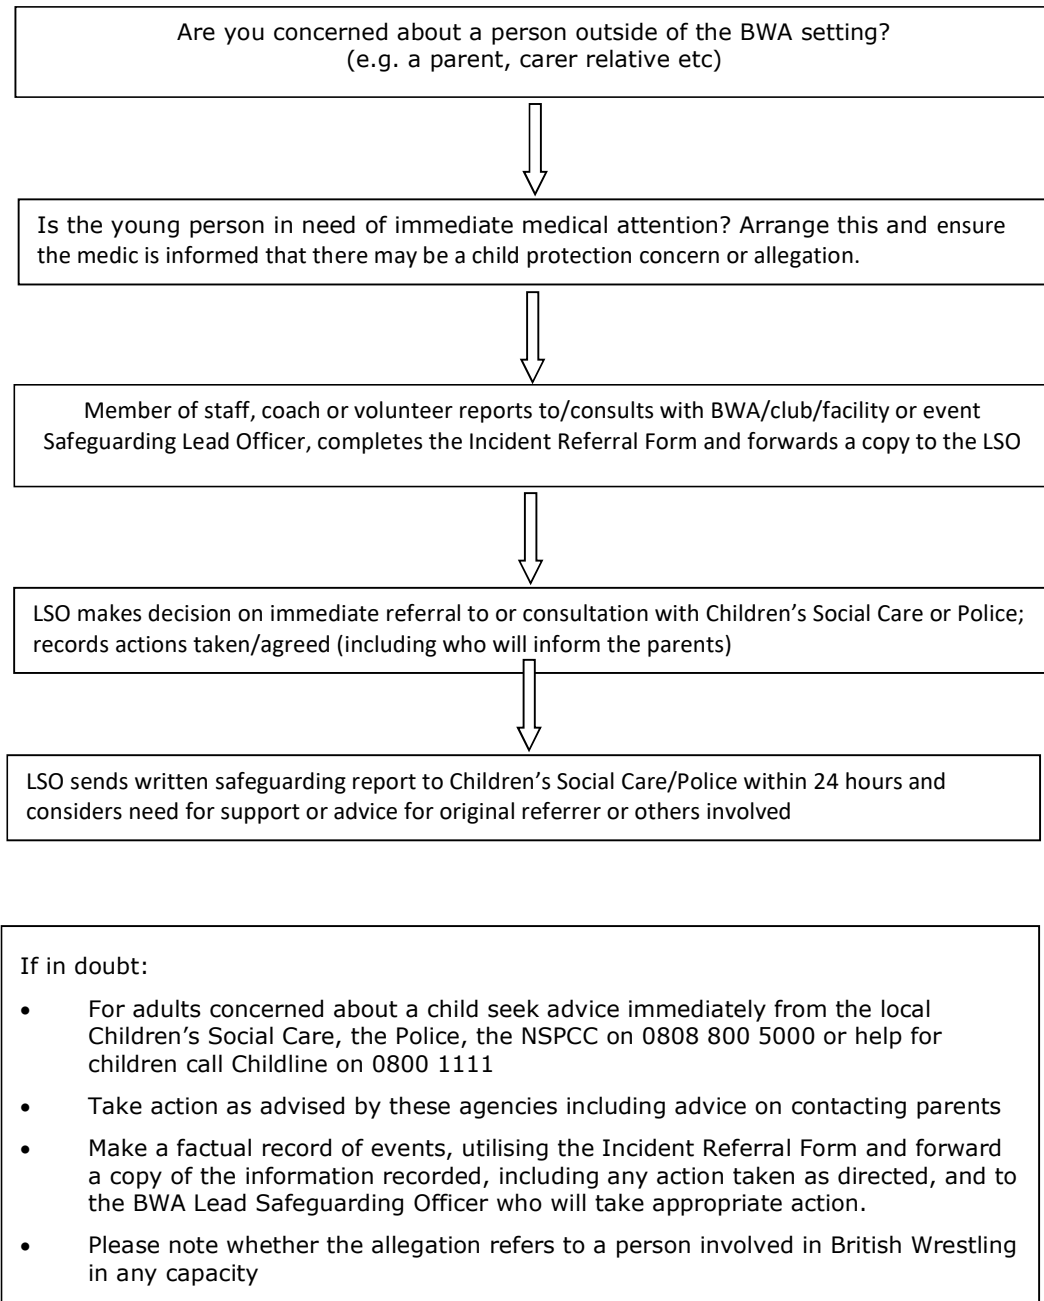 Are you concerned about a person outside of the BWA setting?
(e.g. a parent, carer relative etc)
Is the young person in need of immediate medical attention? Arrange this and ensure
the medic is informed that there may be a child protection concern or allegation.
Member of staff, coach or volunteer reports to/consults with BWA/club/facility or event
Safeguarding Lead Officer, completes the Incident Referral Form and forwards a copy to the LSO
LSO makes decision on immediate referral to or consultation with Children’s Social Care or Police;
records actions taken/agreed (including who will inform the parents)
LSO sends written safeguarding report to Children’s Social Care/Police within 24 hours and
considers need for support or advice for original referrer or others involved
If in doubt:
• For adults concerned about a child seek advice immediately from the local
Children’s Social Care, the Police, the NSPCC on 0808 800 5000 or help for
children call Childline on 0800 1111
• Take action as advised by these agencies including advice on contacting parents
• Make a factual record of events, utilising the Incident Referral Form and forward
a copy of the information recorded, including any action taken as directed, and to
the BWA Lead Safeguarding Officer who will take appropriate action.
• Please note whether the allegation refers to a person involved in British Wrestling
in any capacity